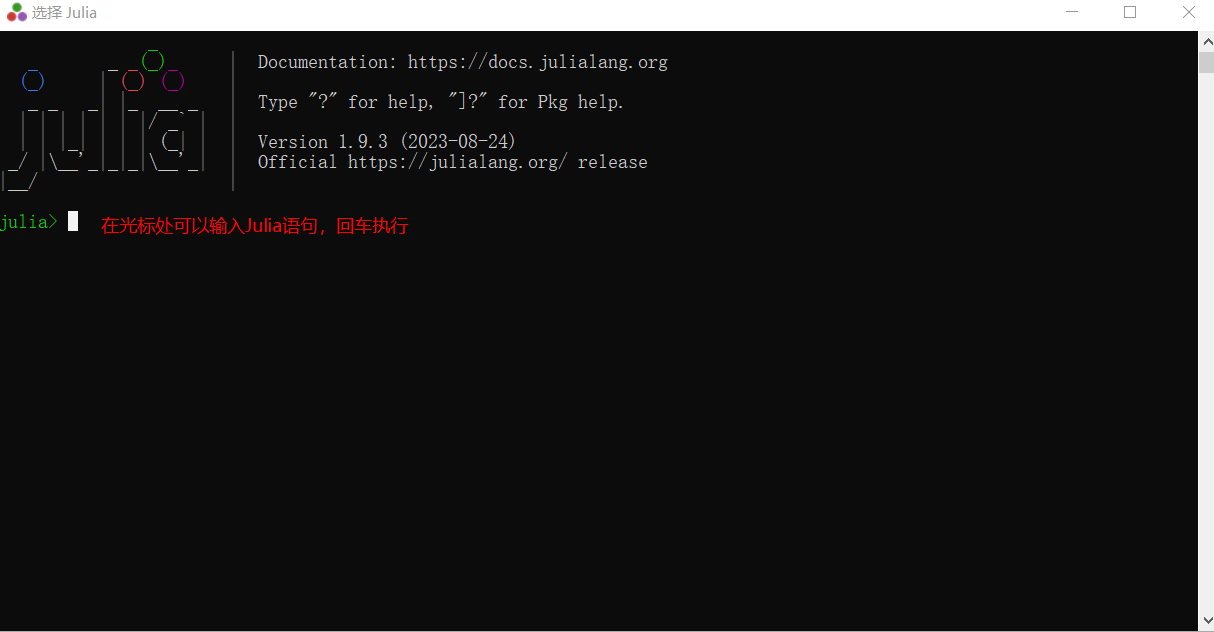 选择 Julia
Documentation: https://docs.julialang.org
Type "?" for help, "]?" for Pkg help.
Version 1.9.3 (2023-08-24)
Official https://julialang.org/ release
julia> 在光标处可以输入Julia语句，回车执行